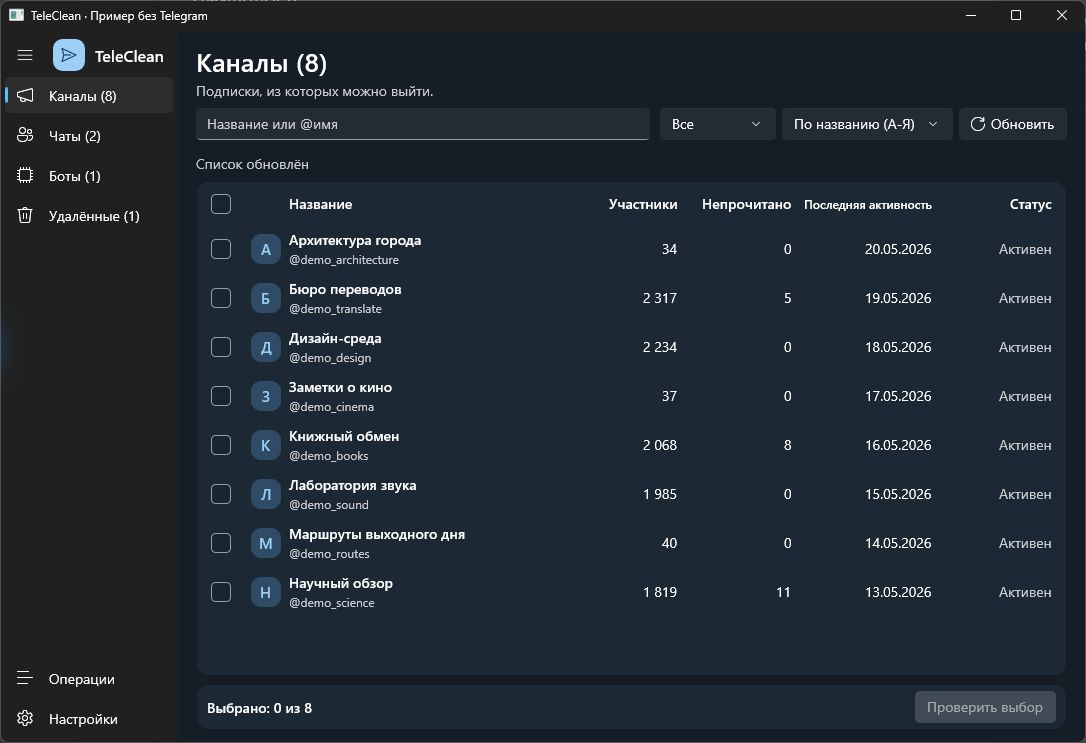 TeleClean · Пример без Telegram
TeleClean
Каналы (8)
Чаты (2)
Боты (1)
Удалённые (1)
Операции
Настройки
Каналы (8)
Подписки, из которых можно выйти.
Название или @имя
Все
По названию (А-Я)
Обновить
Список обновлён
Название Участники Непрочитано Последняя активность Статус
А Архитектура города 34 0 20.05.2026 Активен
@demo_architecture
Б Бюро переводов 2 317 5 19.05.2026 Активен
@demo_translate
Д Дизайн-среда 2 234 0 18.05.2026 Активен
@demo_design
З Заметки о кино 37 0 17.05.2026 Активен
@demo_cinema
К Книжный обмен 2 068 8 16.05.2026 Активен
@demo_books
Л Лаборатория звука 1 985 0 15.05.2026 Активен
@demo_sound
М Маршруты выходного дня 40 0 14.05.2026 Активен
@demo_routes
Н Научный обзор 1 819 11 13.05.2026 Активен
@demo_science
Выбрано: 0 из 8
Проверить выбор